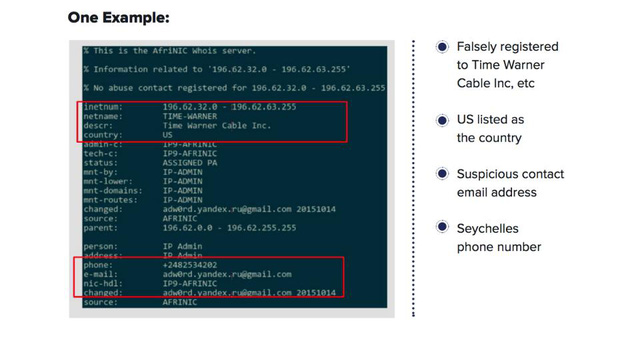 One Example:
% This is the AfriNIC Whois server.
% Information related to '196.62.32.0 - 196.62.63.255'
% No abuse contact registered for 196.62.32.0 - 196.62.63.255
inetnum: 196.62.32.0 - 196.62.63.255
netname: TIME-WARNER
descr: Time Warner Cable Inc.
country: US
admin-c: IP9-AFRINIC
tech-c: IP9-AFRINIC
status: ASSIGNED PA
mnt-by: IP-ADMIN
mnt-lower: IP-ADMIN
mnt-domains: IP-ADMIN
mnt-routes: IP-ADMIN
changed: adw0rd.yandex.ru@gmail.com 20151014
source: AFRINIC
parent: 196.62.0.0 - 196.62.255.255
person: IP Admin
address: IP Admin
phone: +2482534202
e-mail: adw0rd.yandex.ru@gmail.com
nic-hdl: IP9-AFRINIC
changed: adw0rd.yandex.ru@gmail.com 20151014
source: AFRINIC
Falsely registered
to Time Warner
Cable Inc, etc
US listed as
the country
Suspicious contact
email address
Seychelles
phone number